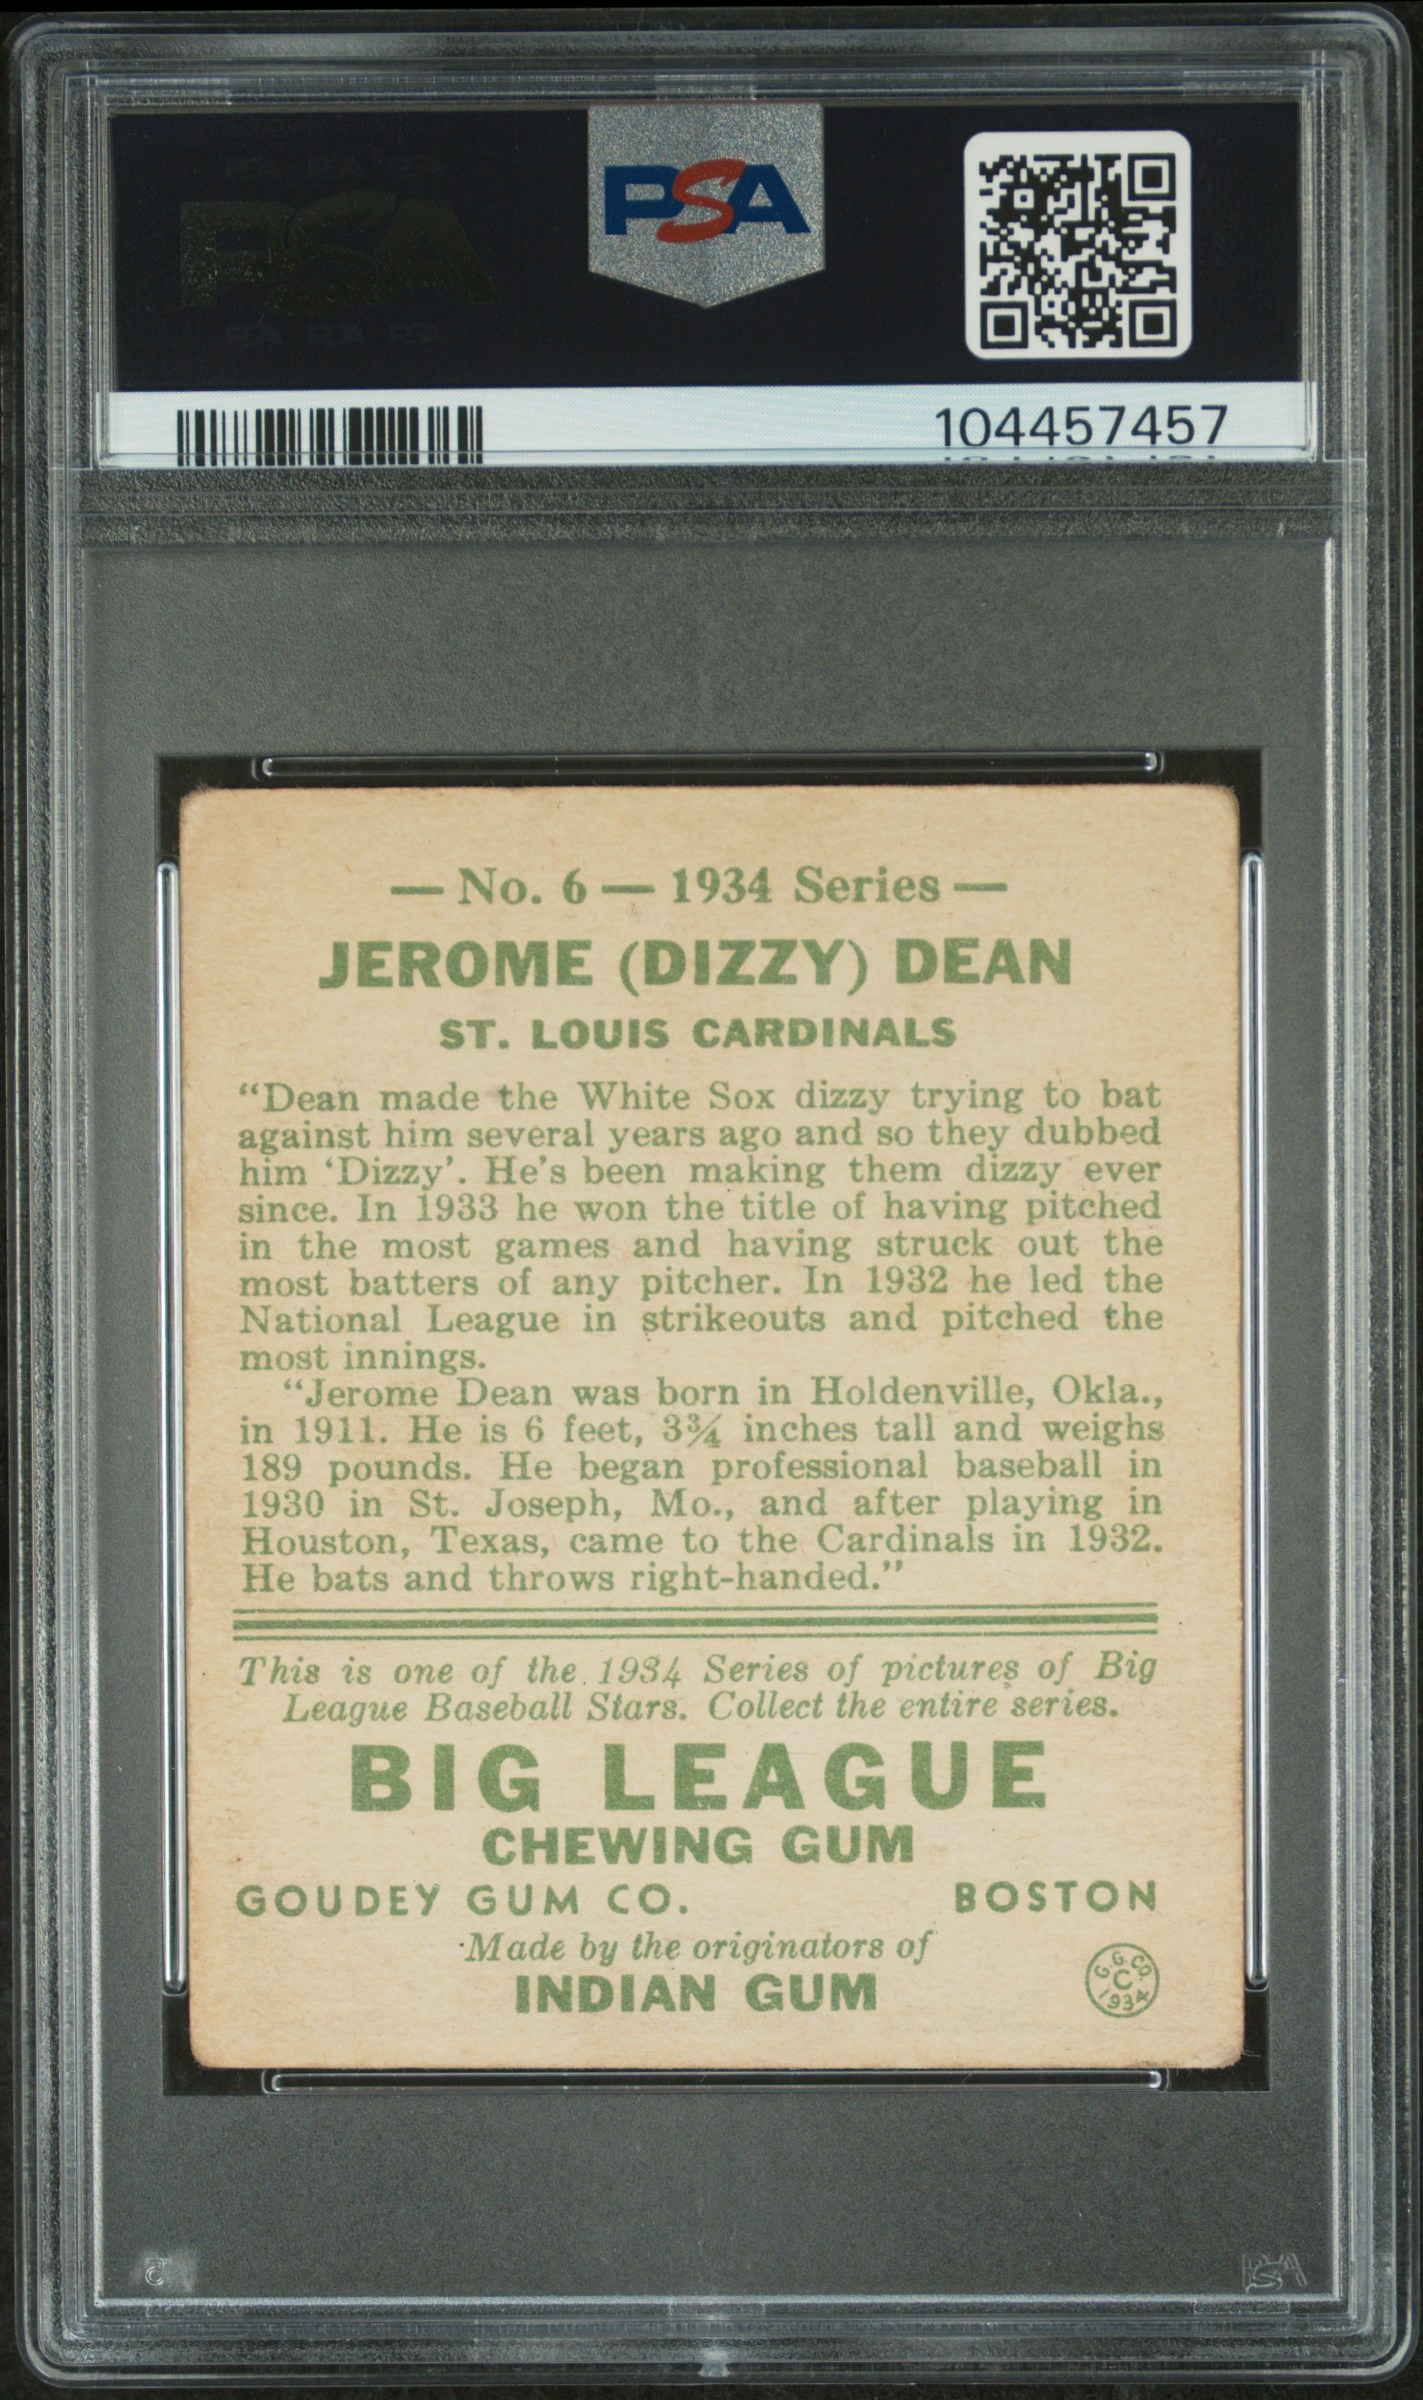 PSA
104457457
— No. 6 — 1934 Series —
JEROME (DIZZY) DEAN
ST. LOUIS CARDINALS
“Dean made the White Sox dizzy trying to bat
against him several years ago and so they dubbed
him ‘Dizzy’. He’s been making them dizzy ever
since. In 1933 he won the title of having pitched
in the most games and having struck out the
most batters of any pitcher. In 1932 he led the
National League in strikeouts and pitched the
most innings.
“Jerome Dean was born in Holdenville, Okla.,
in 1911. He is 6 feet, 3¾ inches tall and weighs
189 pounds. He began professional baseball in
1930 in St. Joseph, Mo., and after playing in
Houston, Texas, came to the Cardinals in 1932.
He bats and throws right-handed.”
This is one of the 1934 Series of pictures of Big
League Baseball Stars. Collect the entire series.
BIG LEAGUE
CHEWING GUM
GOUDEY GUM CO. BOSTON
Made by the originators of
INDIAN GUM
G. G. CO.
C
1934
PSA